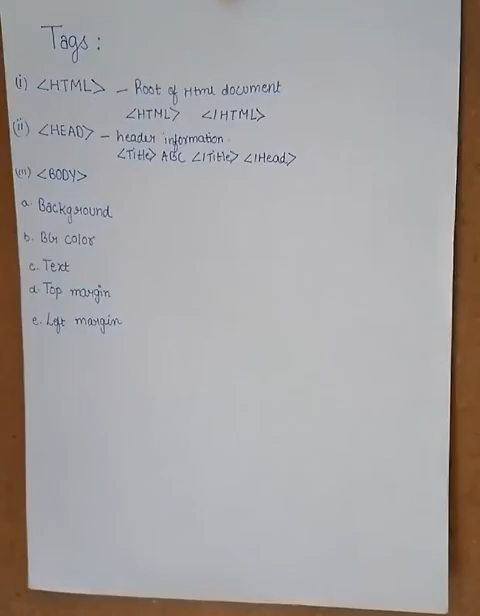 Tags :
(i) <HTML> - Root of Html document
<HTML> </HTML>
(ii) <HEAD> - header information.
<Title> ABC </Title> </Head>
(iii) <BODY>
a. Background
b. BG color
c. Text
d. Top margin
e. Left margin